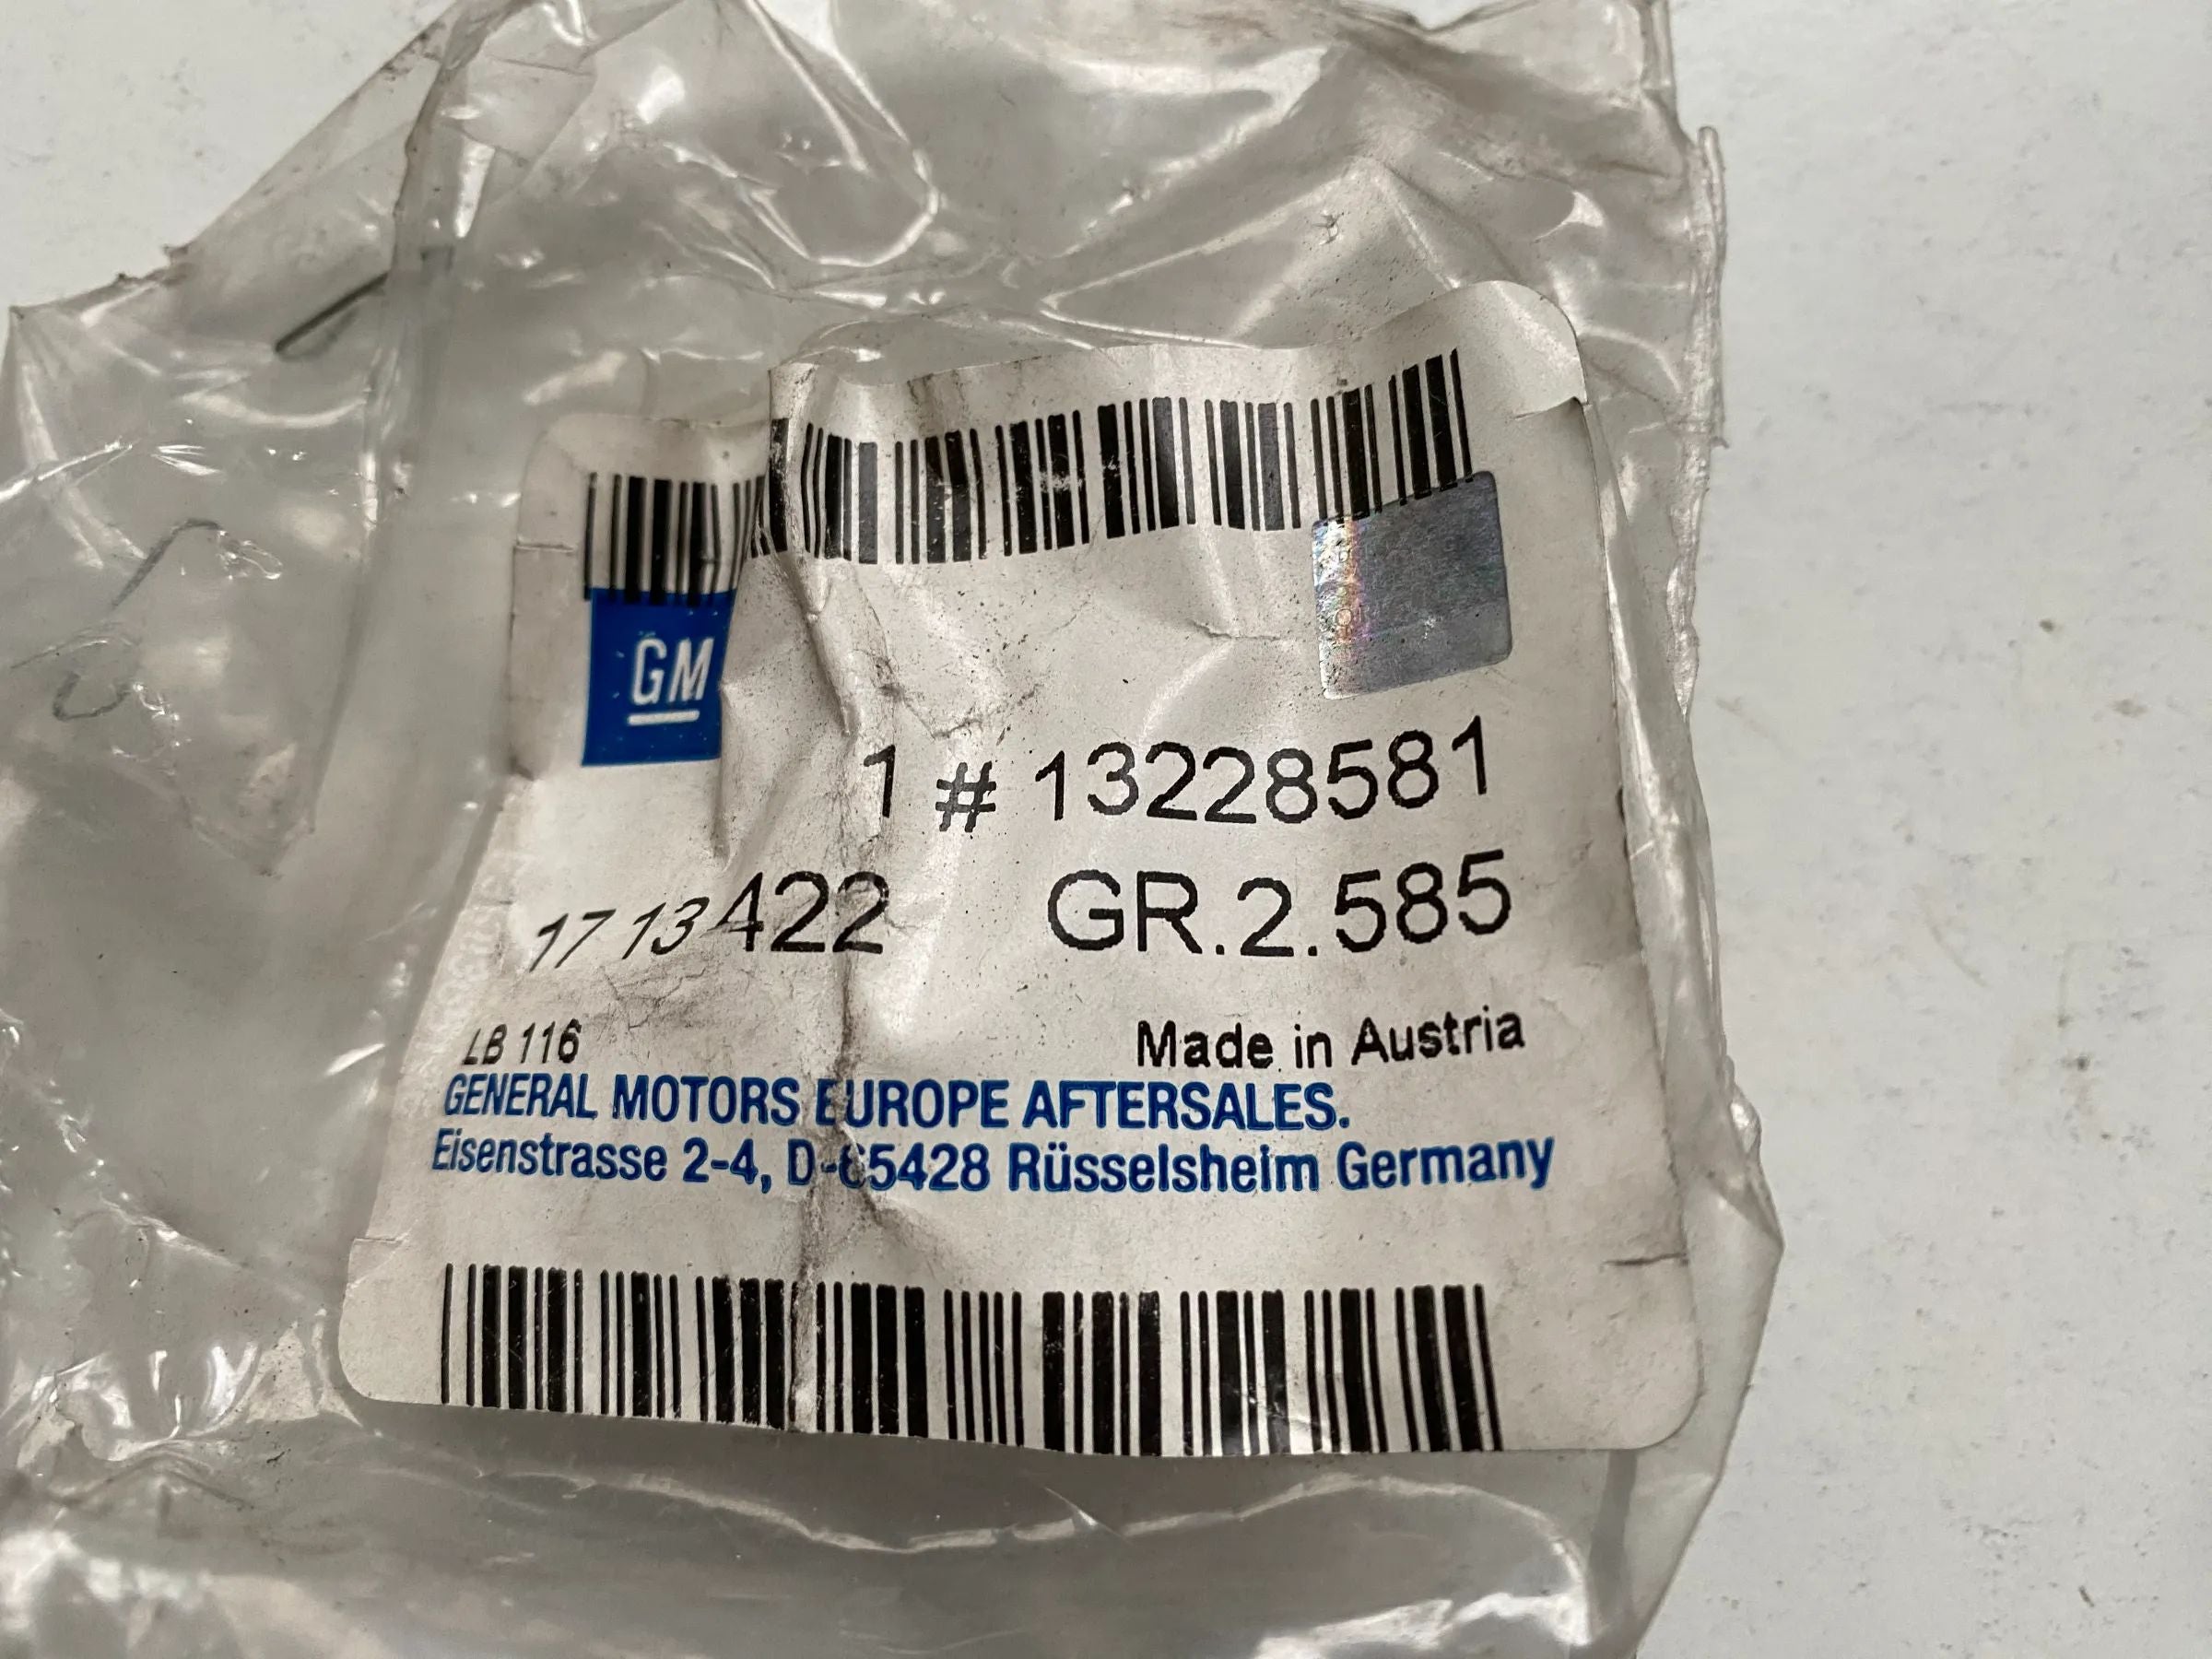 GM
1 # 13228581
17 13 422 GR.2.585
LB 116 Made in Austria
GENERAL MOTORS EUROPE AFTERSALES.
Eisenstrasse 2-4, D-65428 Rüsselsheim Germany